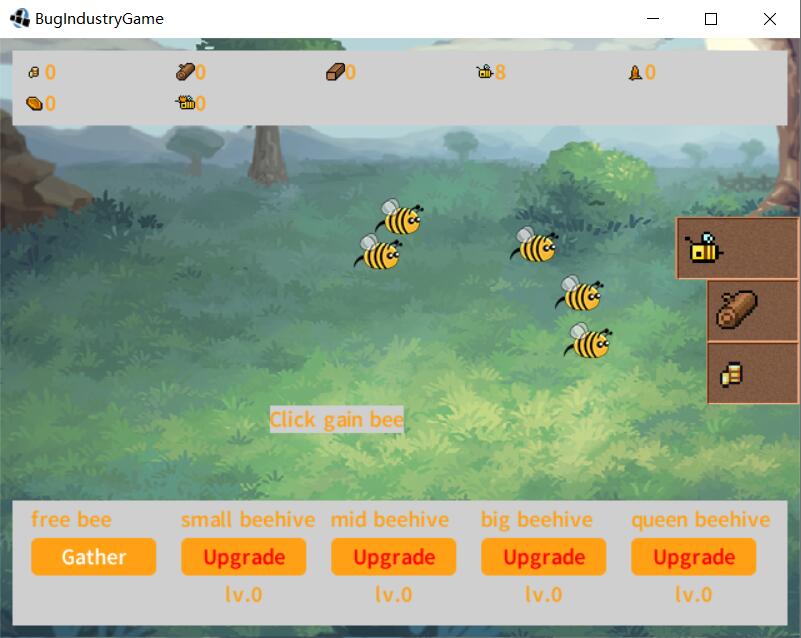 BugIndustryGame
0 0 0 8 0
0 0
Click gain bee
free bee small beehive mid beehive big beehive queen beehive
Gather Upgrade Upgrade Upgrade Upgrade
lv.0 lv.0 lv.0 lv.0